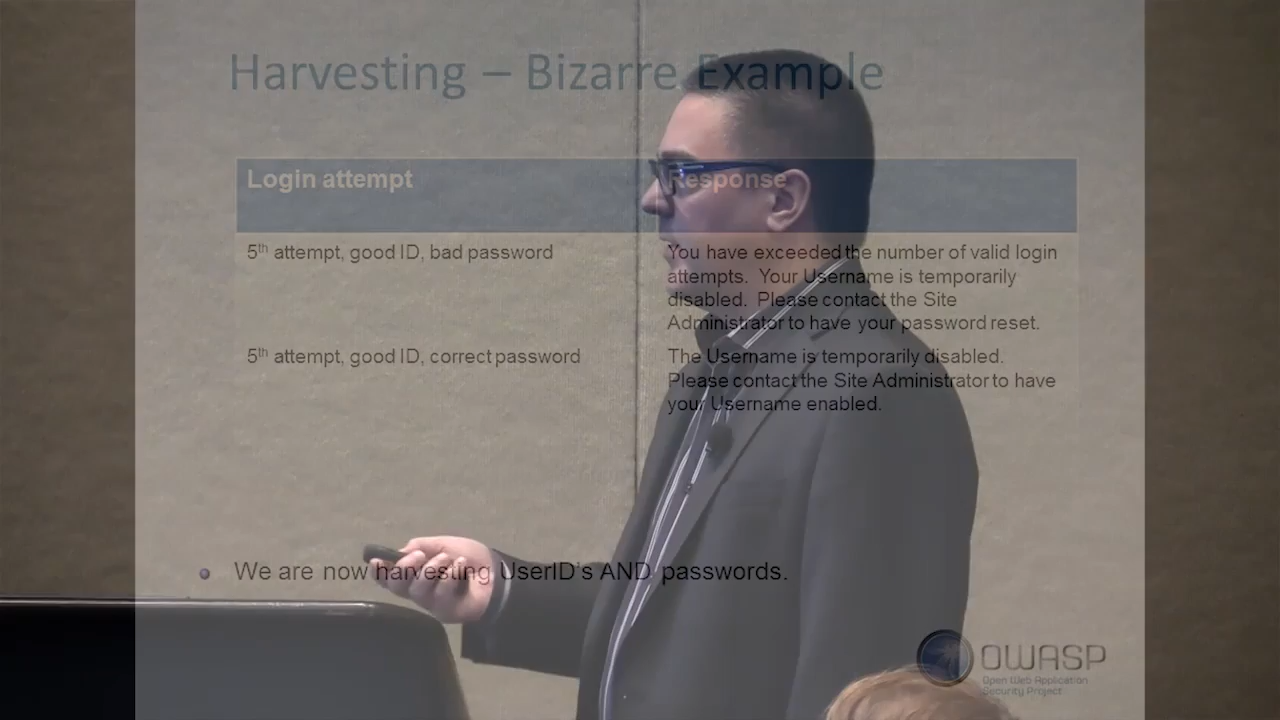 Harvesting – Bizarre Example
Login attempt
Response
5th attempt, good ID, bad password
You have exceeded the number of valid login
attempts. Your Username is temporarily
disabled. Please contact the Site
Administrator to have your password reset.
5th attempt, good ID, correct password
The Username is temporarily disabled.
Please contact the Site Administrator to have
your Username enabled.
• We are now harvesting UserID's AND passwords.
OWASP
Open Web Application
Security Project